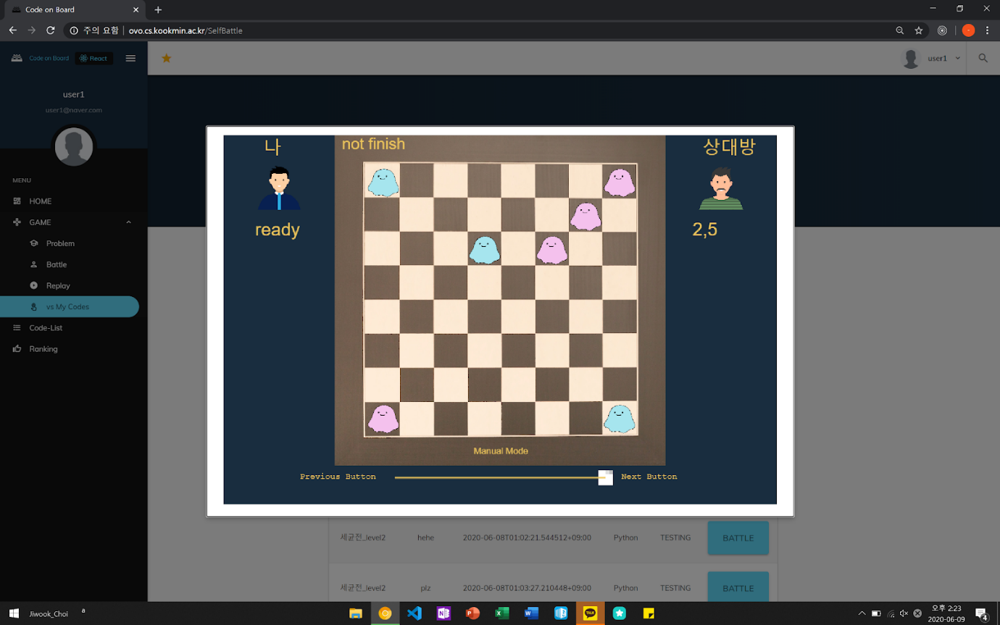 Code on Board
주의 요함 ovo.cs.kookmin.ac.kr/SelfBattle
Code on Board React
user1
user1
user1@naver.com
MENU
HOME
GAME
Problem
Battle
Replay
vs My Codes
Code-List
Ranking
나
not finish
상대방
ready
2,5
Manual Mode
Previous Button
Next Button
세균전_level2 hehe 2020-06-08T01:02:21.544512+09:00 Python TESTING BATTLE
세균전_level2 plz 2020-06-08T01:03:27.210448+09:00 Python TESTING BATTLE
Jiwook_Choi a
TALK
오후 2:23
2020-06-09
4